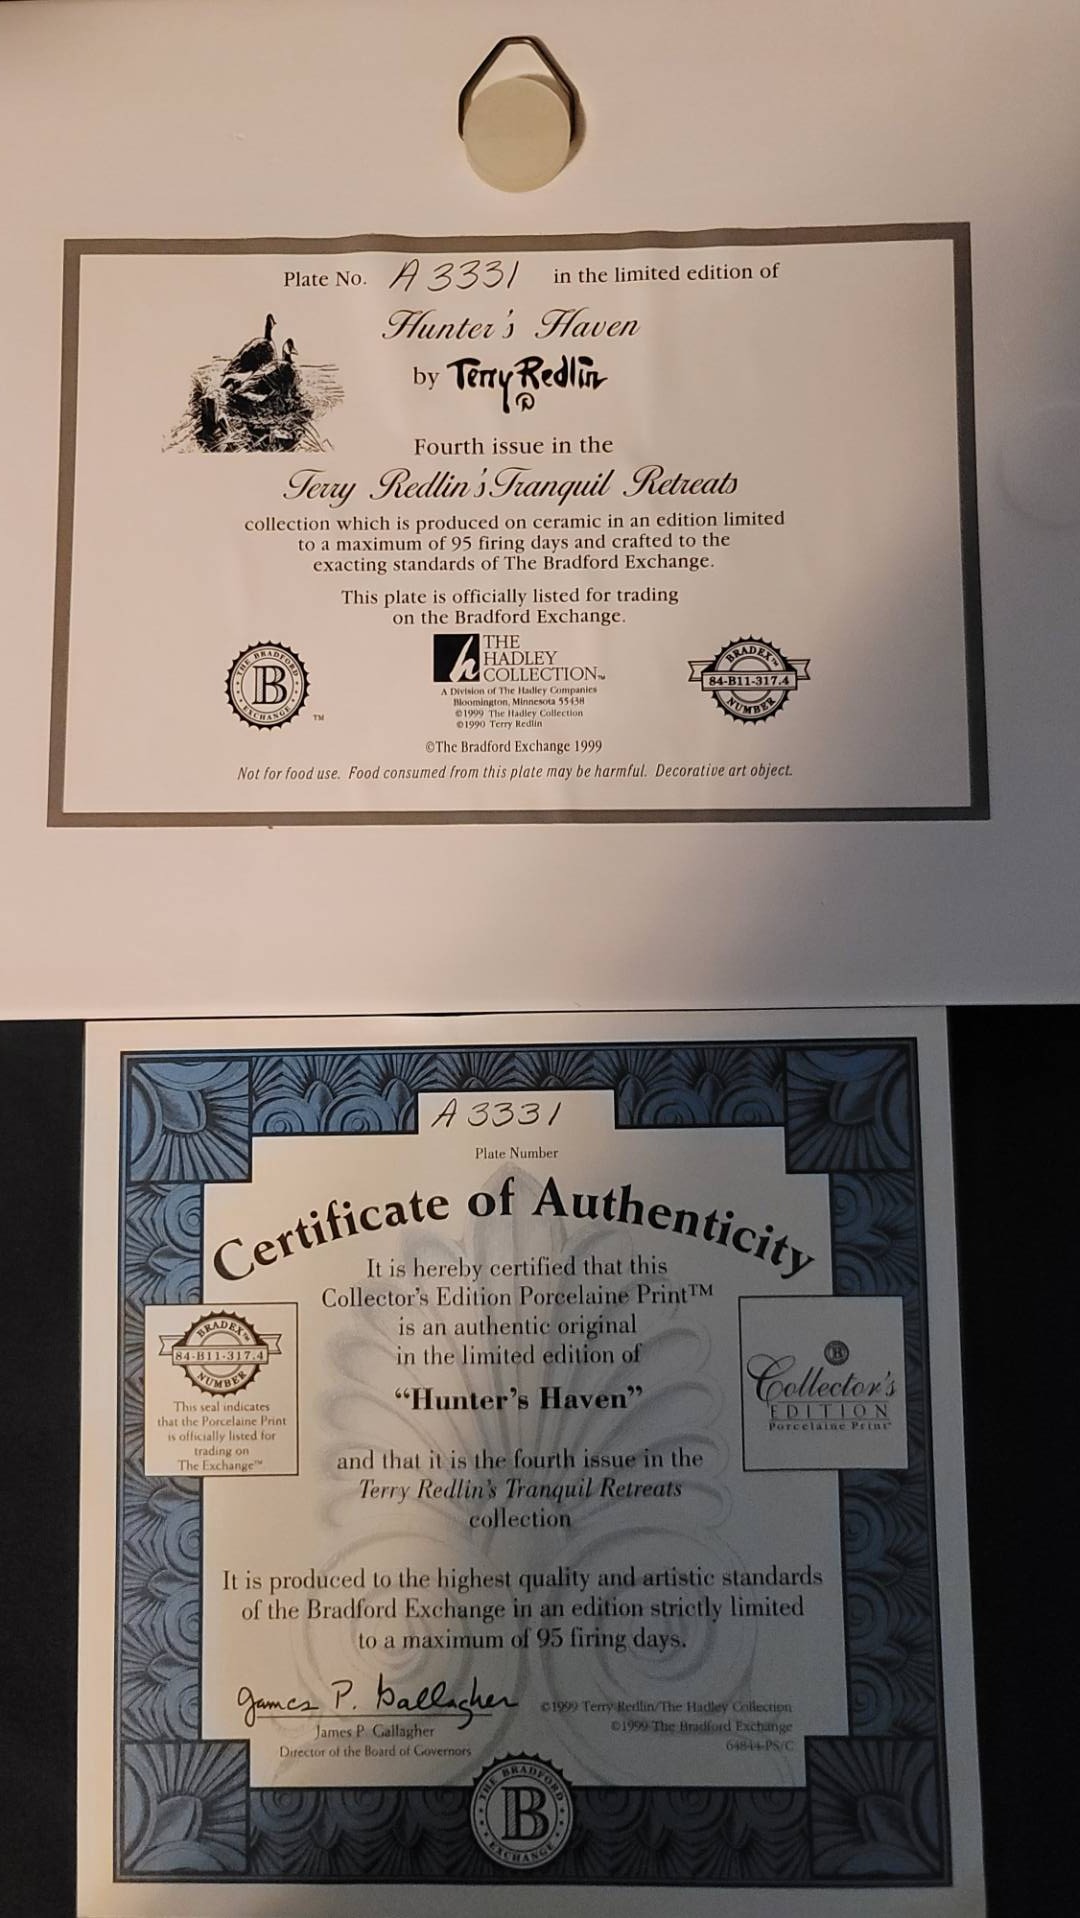 Plate No. A3331 in the limited edition of
Hunter's Haven
by Terry Redlin
R
Fourth issue in the
Terry Redlin's Tranquil Retreats
collection which is produced on ceramic in an edition limited
to a maximum of 95 firing days and crafted to the
exacting standards of The Bradford Exchange.
This plate is officially listed for trading
on the Bradford Exchange.
THE BRADFORD
B
EXCHANGE
TM
h
THE
HADLEY
COLLECTION™
A Division of The Hadley Companies
Bloomington, Minnesota 55438
©1999 The Hadley Collection
©1990 Terry Redlin
BRADEX™
84-B11-317.4
NUMBER
©The Bradford Exchange 1999
Not for food use. Food consumed from this plate may be harmful. Decorative art object.
A3331
Plate Number
Certificate of Authenticity
It is hereby certified that this
Collector's Edition Porcelaine Print™
is an authentic original
in the limited edition of
“Hunter's Haven”
and that it is the fourth issue in the
Terry Redlin's Tranquil Retreats
collection
BRADEX™
84-B11-317.4
NUMBER
This seal indicates
that the Porcelaine Print
is officially listed for
trading on
The Exchange™
B
Collector's
EDITION
Porcelaine Print™
It is produced to the highest quality and artistic standards
of the Bradford Exchange in an edition strictly limited
to a maximum of 95 firing days.
James P. Gallagher
James P. Gallagher
Director of the Board of Governors
©1999 Terry Redlin/The Hadley Collection
©1999 The Bradford Exchange
64844-PS/C
THE BRADFORD
B
EXCHANGE